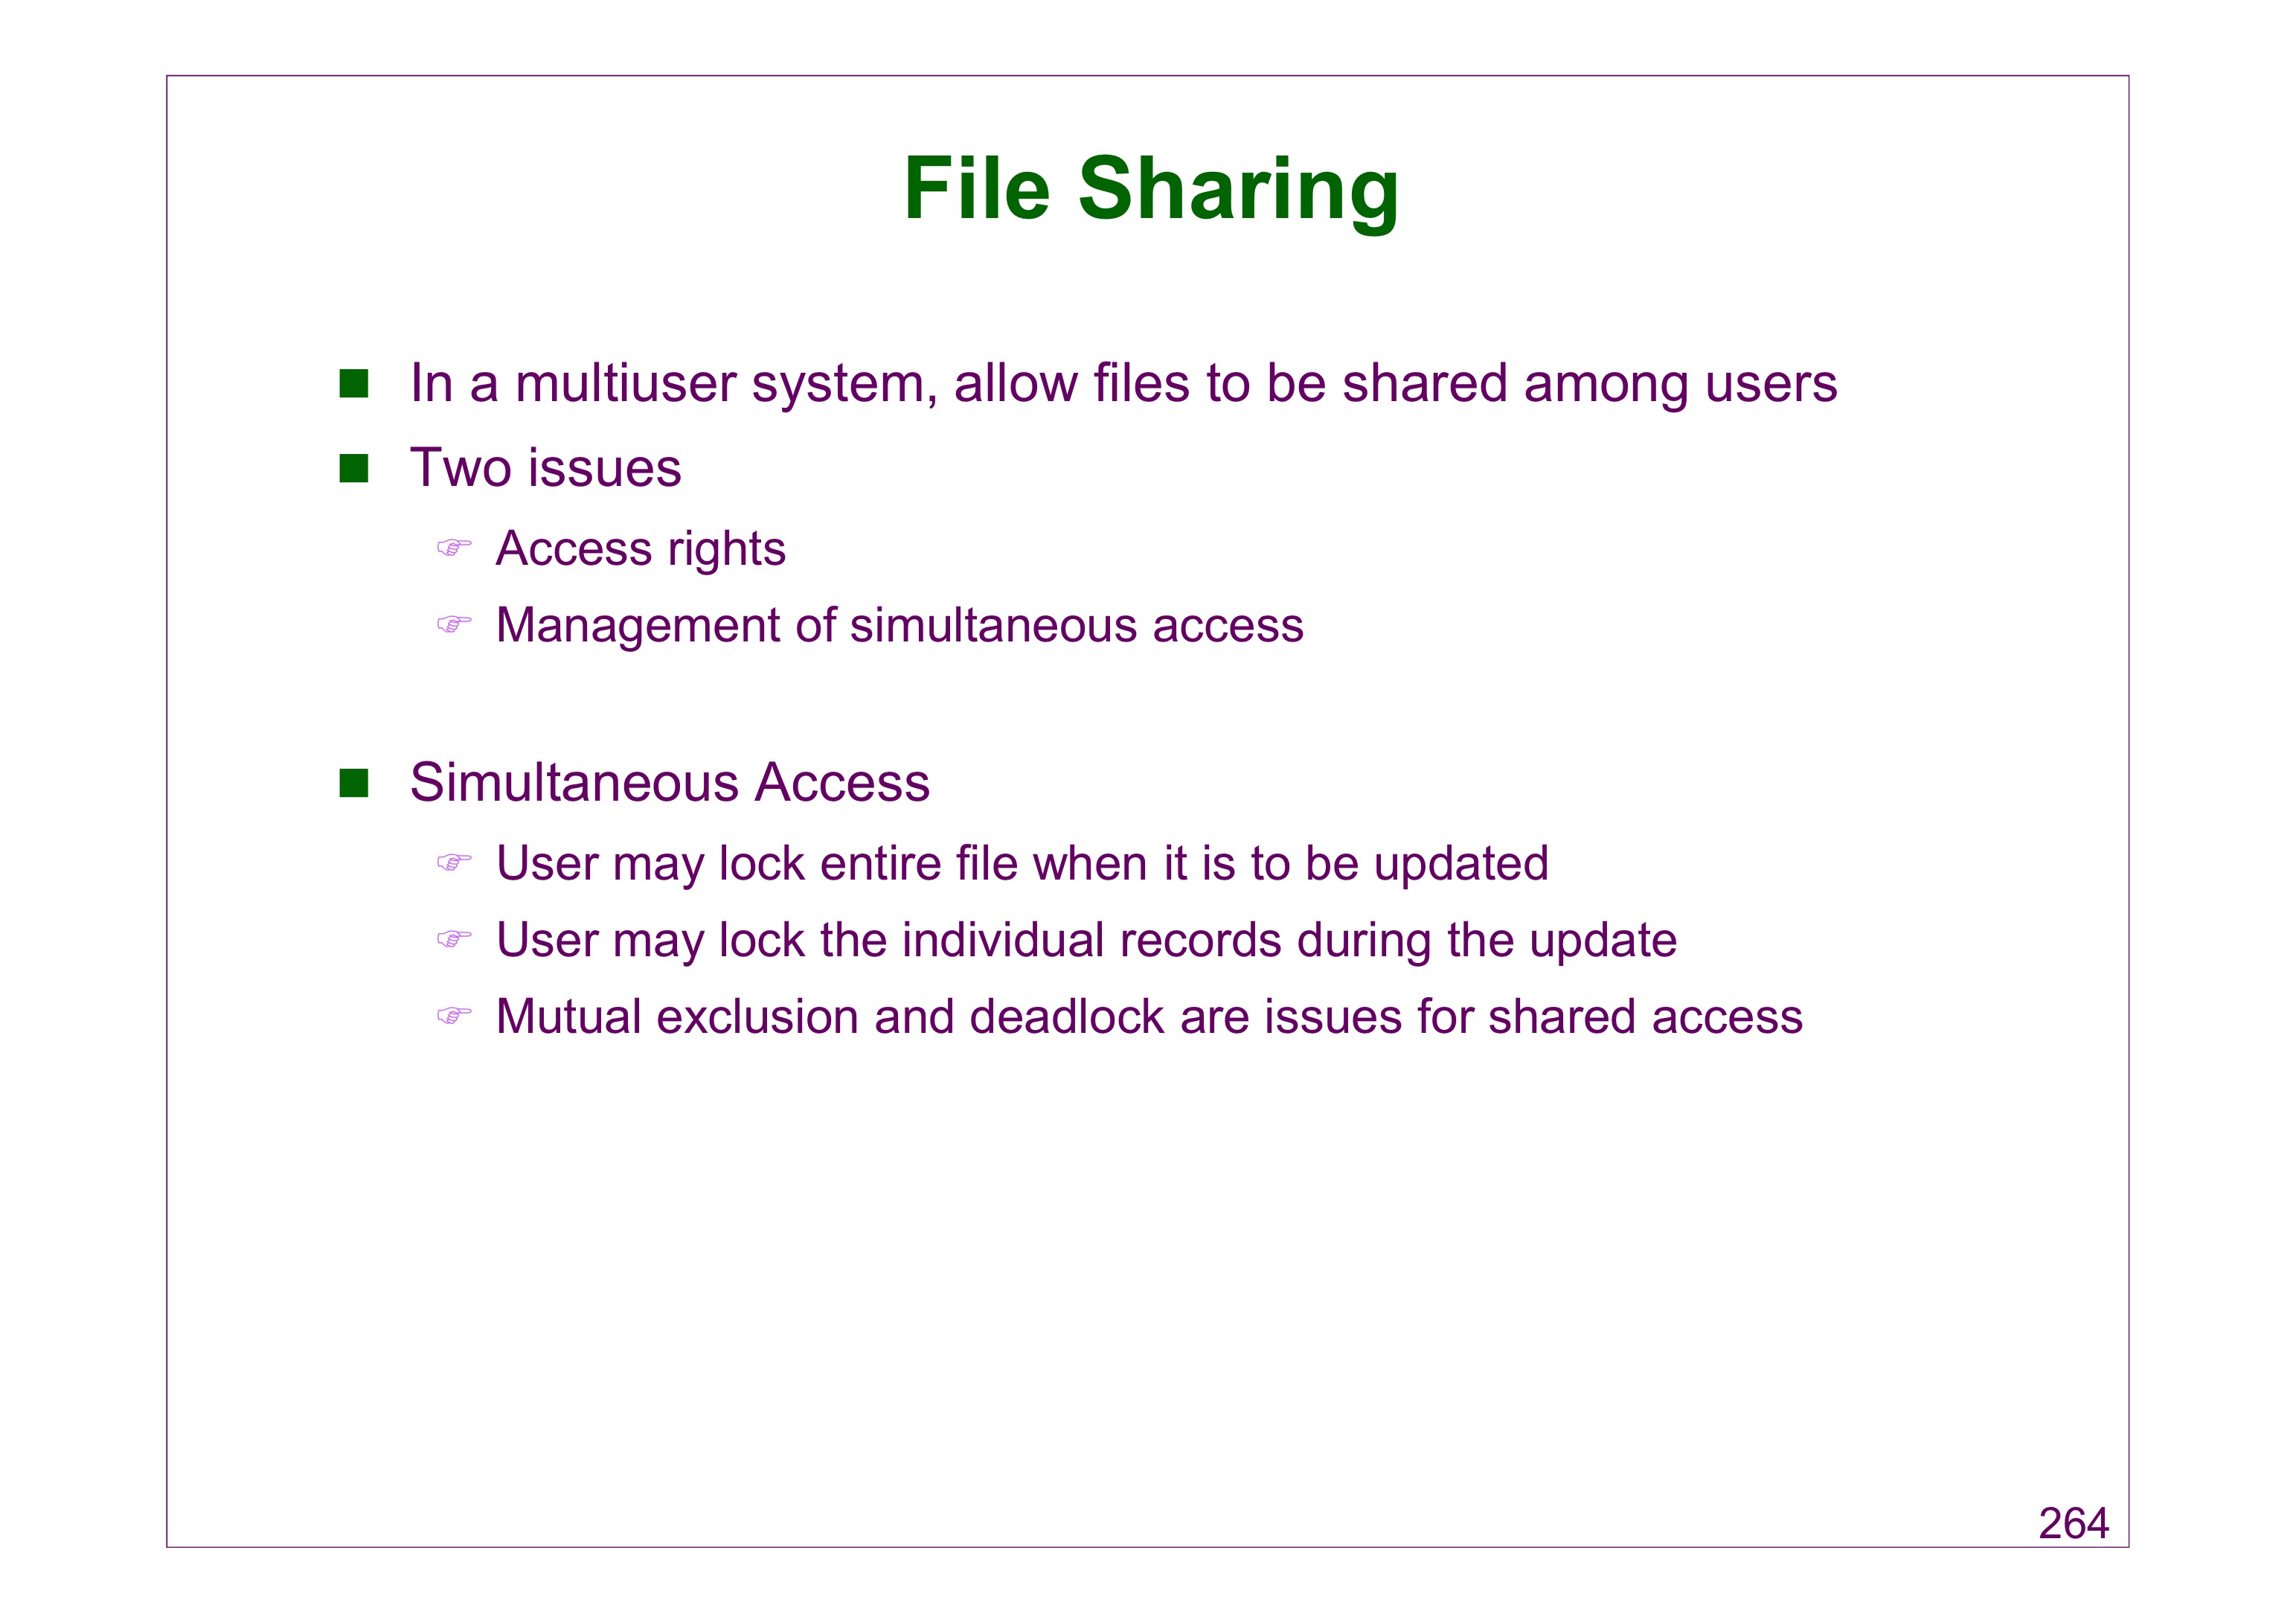 File Sharing
In a multiuser system, allow files to be shared among users
Two issues
Access rights
Management of simultaneous access
Simultaneous Access
User may lock entire file when it is to be updated
User may lock the individual records during the update
Mutual exclusion and deadlock are issues for shared access
264